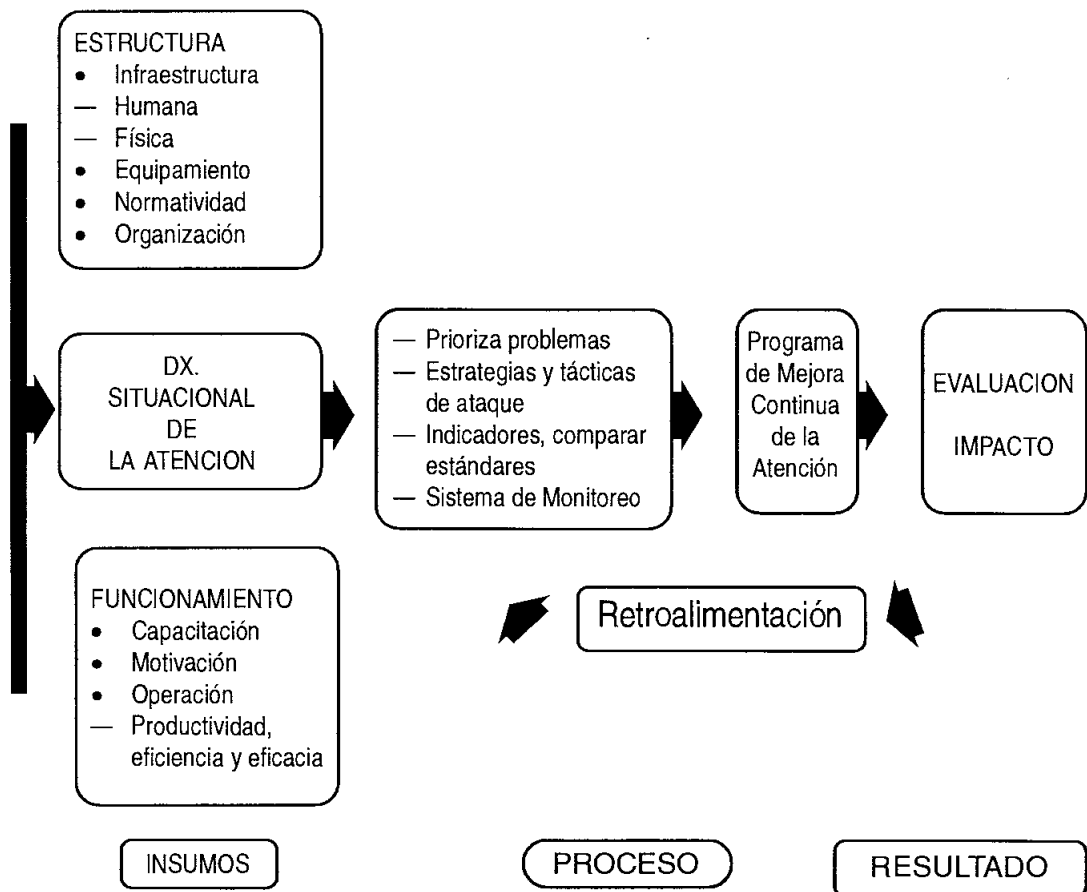 ESTRUCTURA
• Infraestructura
— Humana
— Física
• Equipamiento
• Normatividad
• Organización
DX.
SITUACIONAL
DE
LA ATENCION
— Prioriza problemas
— Estrategias y tácticas
de ataque
— Indicadores, comparar
estándares
— Sistema de Monitoreo
Programa
de Mejora
Continua
de la
Atención
EVALUACION
IMPACTO
FUNCIONAMIENTO
• Capacitación
• Motivación
• Operación
— Productividad,
eficiencia y eficacia
Retroalimentación
INSUMOS
PROCESO
RESULTADO